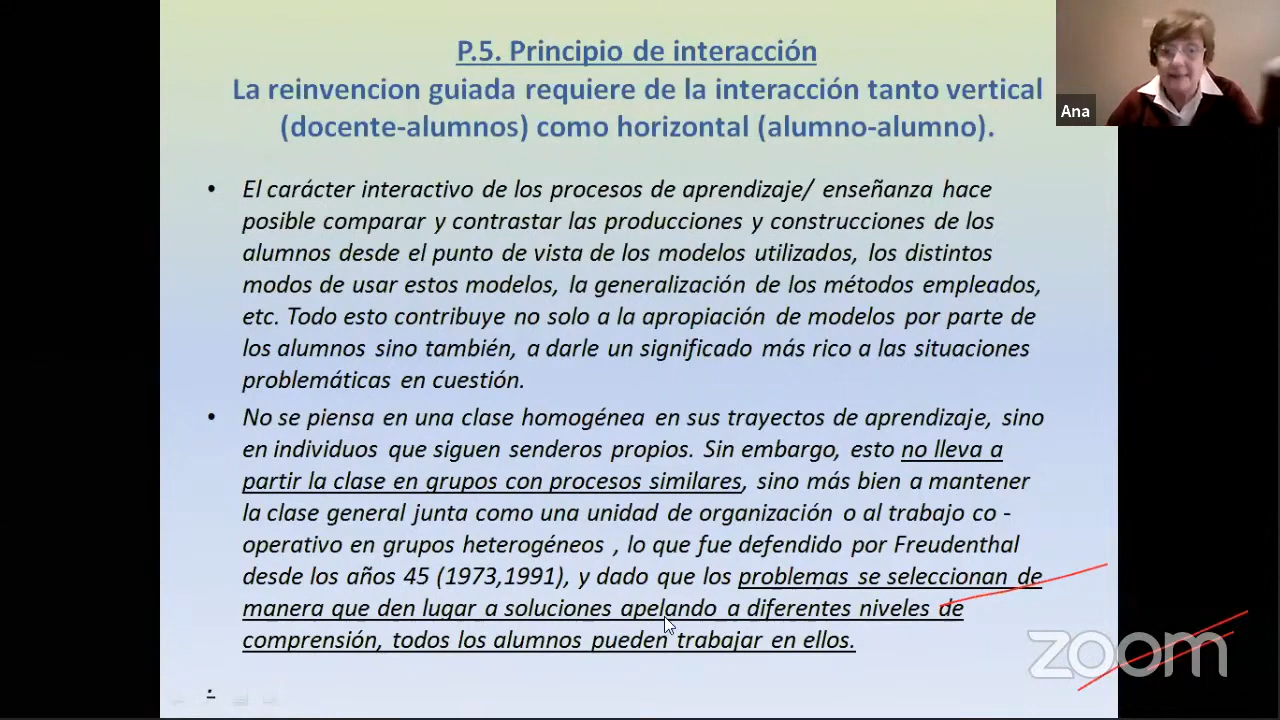 P.5. Principio de interacción
La reinvencion guiada requiere de la interacción tanto vertical
(docente-alumnos) como horizontal (alumno-alumno).
Ana
• El carácter interactivo de los procesos de aprendizaje/ enseñanza hace
posible comparar y contrastar las producciones y construcciones de los
alumnos desde el punto de vista de los modelos utilizados, los distintos
modos de usar estos modelos, la generalización de los métodos empleados,
etc. Todo esto contribuye no solo a la apropiación de modelos por parte de
los alumnos sino también, a darle un significado más rico a las situaciones
problemáticas en cuestión.
• No se piensa en una clase homogénea en sus trayectos de aprendizaje, sino
en individuos que siguen senderos propios. Sin embargo, esto no lleva a
partir la clase en grupos con procesos similares, sino más bien a mantener
la clase general junta como una unidad de organización o al trabajo co -
operativo en grupos heterogéneos , lo que fue defendido por Freudenthal
desde los años 45 (1973,1991), y dado que los problemas se seleccionan de
manera que den lugar a soluciones apelando a diferentes niveles de
comprensión, todos los alumnos pueden trabajar en ellos.
zoom